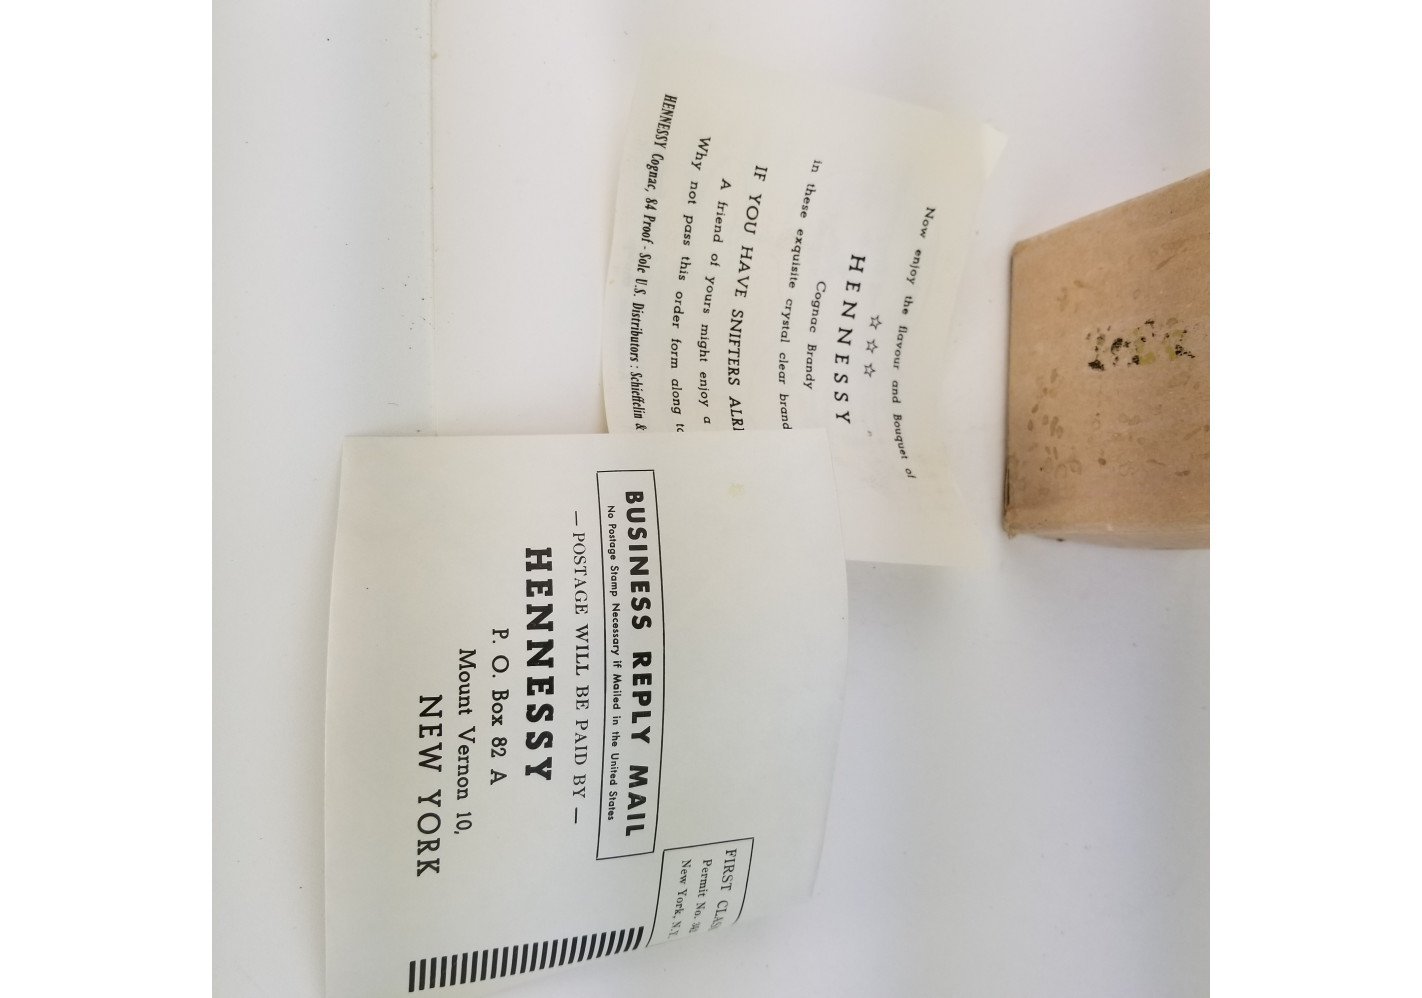 Now enjoy the flavour and Bouquet of
☆ ☆ ☆
HENNESSY
Cognac Brandy
in these exquisite crystal clear brand
IF YOU HAVE SNIFTERS ALR
A friend of yours might enjoy a
Why not pass this order form along to
HENNESSY Cognac, 84 Proof - Sole U.S. Distributors : Schieffelin &
FIRST CLAS
Permit No.
New York, N.Y.
BUSINESS REPLY MAIL
No Postage Stamp Necessary if Mailed in the United States
— POSTAGE WILL BE PAID BY —
HENNESSY
P. O. Box 82 A
Mount Vernon 10,
NEW YORK